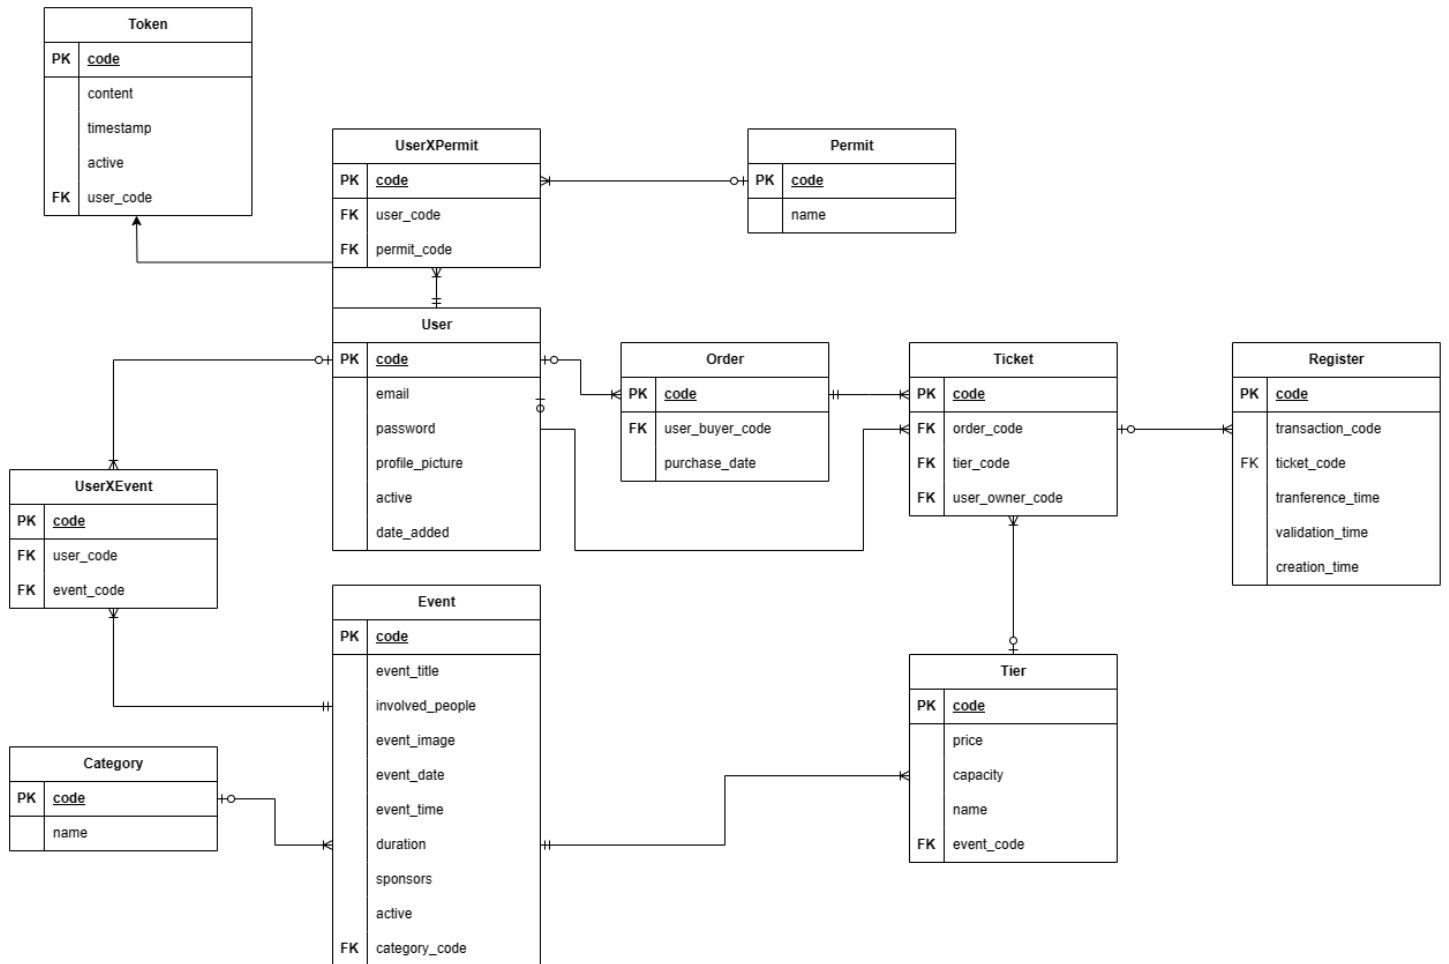 Token
PK code
content
timestamp
active
FK user_code
UserXPermit
PK code
FK user_code
FK permit_code
Permit
PK code
name
User
PK code
email
password
profile_picture
active
date_added
Order
PK code
FK user_buyer_code
purchase_date
Ticket
PK code
FK order_code
FK tier_code
FK user_owner_code
Register
PK code
transaction_code
FK ticket_code
tranference_time
validation_time
creation_time
UserXEvent
PK code
FK user_code
FK event_code
Event
PK code
event_title
involved_people
event_image
event_date
event_time
duration
sponsors
active
FK category_code
Tier
PK code
price
capacity
name
FK event_code
Category
PK code
name